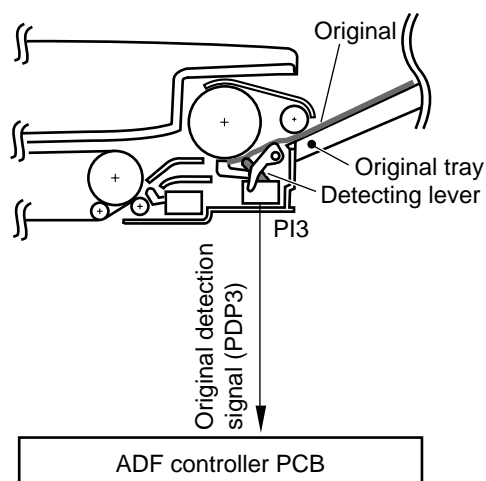 Original
Original tray
Detecting lever
PI3
Original detection
signal (PDP3)
ADF controller PCB